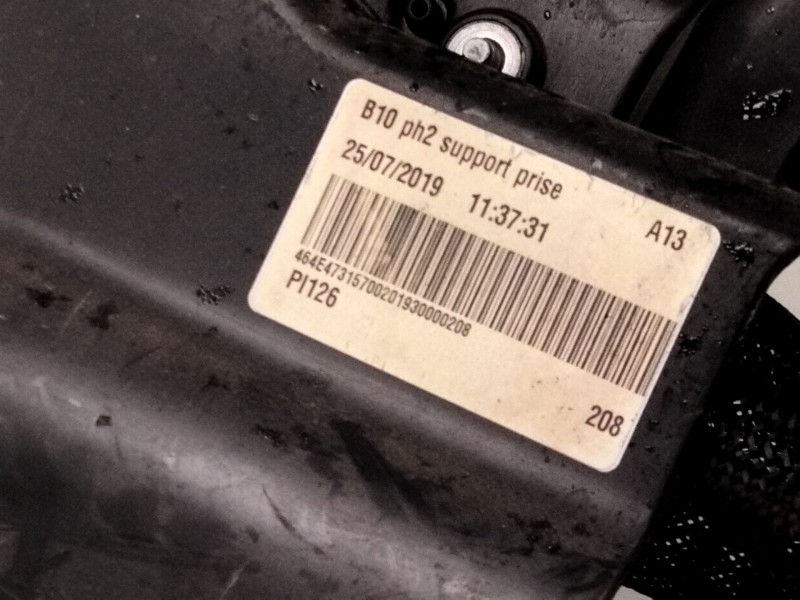 B10 ph2 support prise
25/07/2019 11:37:31 A13
464E47315700201930000208
PI126
208